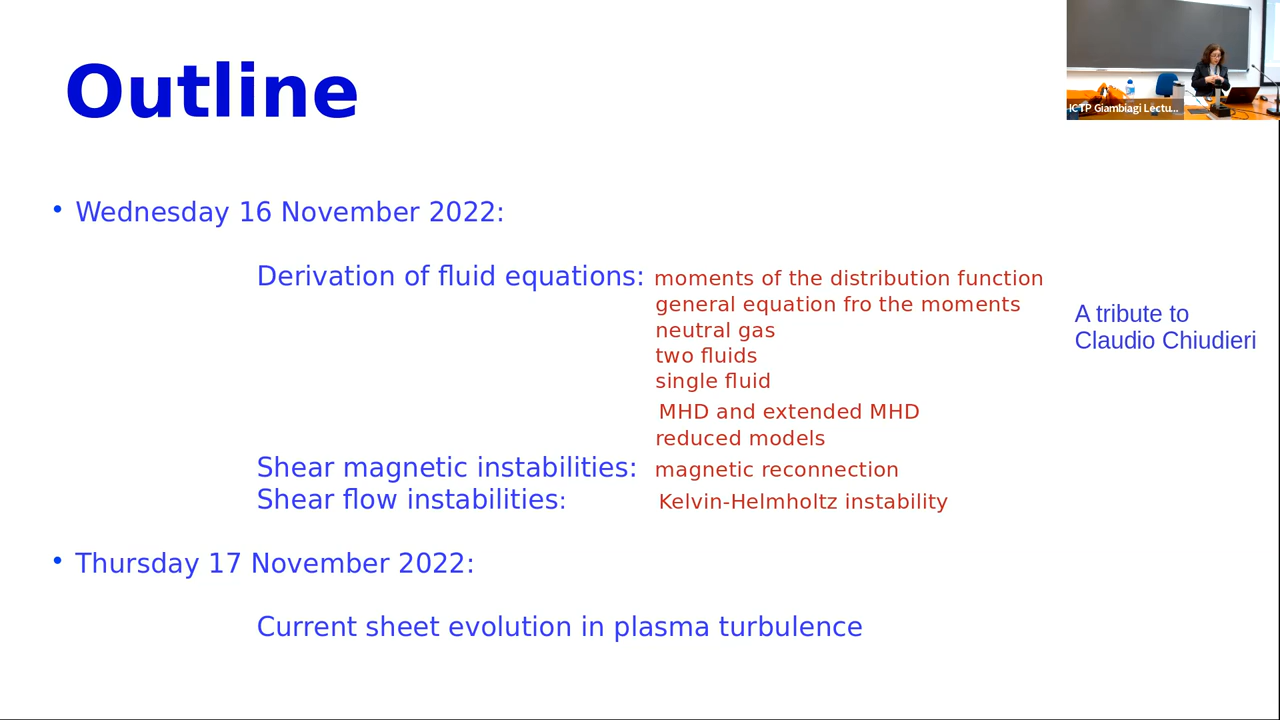 Outline
ICTP Giambiagi Lectu...
• Wednesday 16 November 2022:
Derivation of fluid equations: moments of the distribution function
general equation fro the moments
neutral gas
two fluids
single fluid
MHD and extended MHD
reduced models
A tribute to
Claudio Chiudieri
Shear magnetic instabilities: magnetic reconnection
Shear flow instabilities: Kelvin-Helmholtz instability
• Thursday 17 November 2022:
Current sheet evolution in plasma turbulence